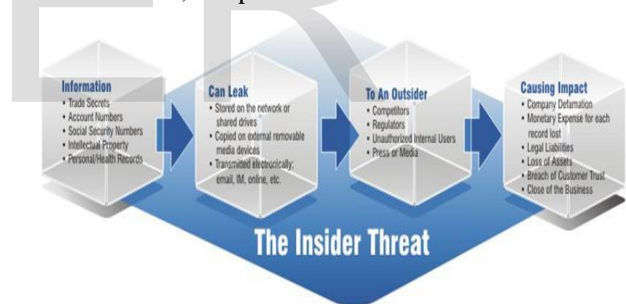 ER
Information
• Trade Secrets
• Account Numbers
• Social Security Numbers
• Intellectual Property
• Personal/Health Records
Can Leak
• Stored on the network or
shared drives
• Copied on external removable
media devices
• Transmitted electronically;
email, IM, online, etc.
To An Outsider
• Competitors
• Regulators
• Unauthorized Internal Users
• Press or Media
Causing Impact
• Company Defamation
• Monetary Expense for each
record lost
• Legal Liabilities
• Loss of Assets
• Breach of Customer Trust
• Close of the Business
The Insider Threat